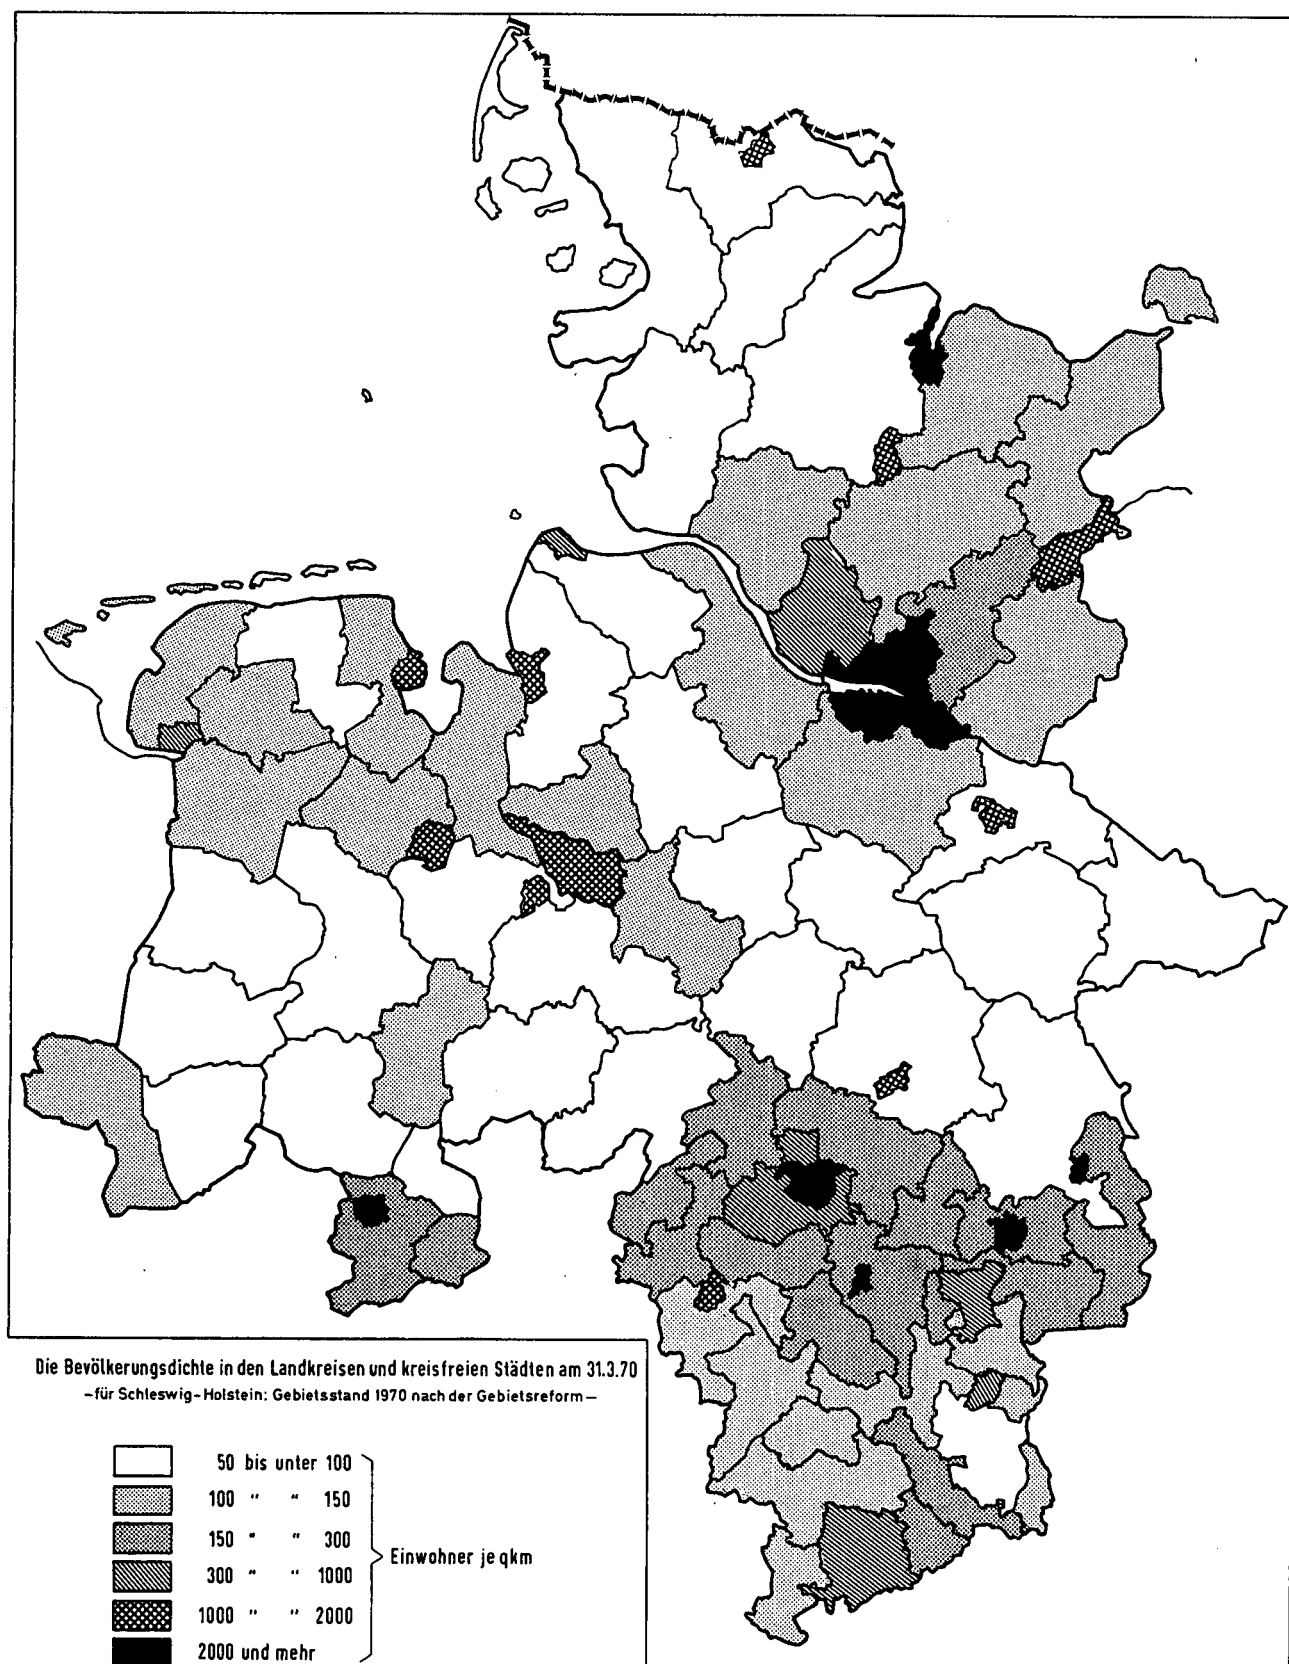 Die Bevölkerungsdichte in den Landkreisen und kreisfreien Städten am 31.3.70
-für Schleswig-Holstein: Gebietsstand 1970 nach der Gebietsreform-
50 bis unter 100
100 " " 150
150 " " 300
300 " " 1000
1000 " " 2000
2000 und mehr
Einwohner je qkm